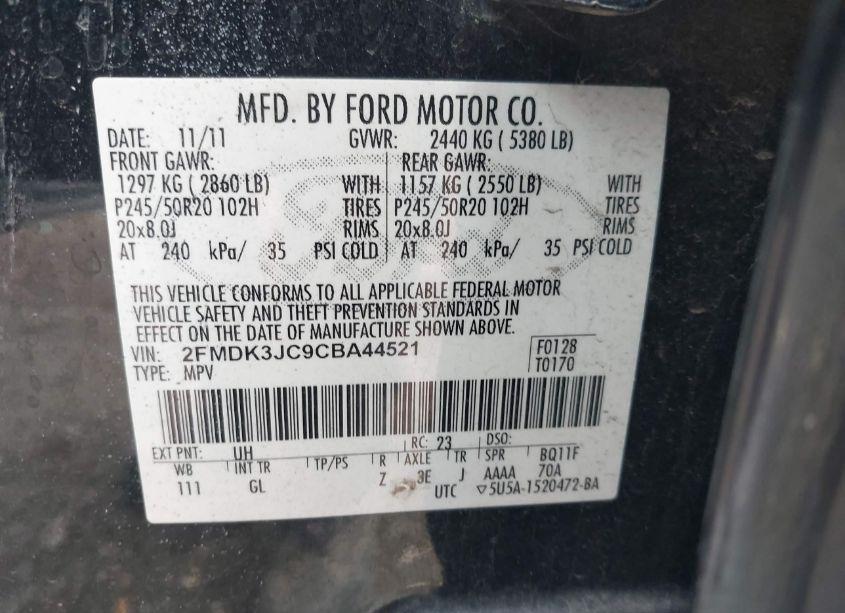 MFD. BY FORD MOTOR CO.
DATE: 11/11 GVWR: 2440 KG ( 5380 LB)
FRONT GAWR: REAR GAWR:
1297 KG ( 2860 LB) WITH 1157 KG ( 2550 LB) WITH
P245/50R20 102H TIRES P245/50R20 102H TIRES
20x8.0J RIMS 20x8.0J RIMS
AT 240 kPa/ 35 PSI COLD AT 240 kPa/ 35 PSI COLD
THIS VEHICLE CONFORMS TO ALL APPLICABLE FEDERAL MOTOR
VEHICLE SAFETY AND THEFT PREVENTION STANDARDS IN
EFFECT ON THE DATE OF MANUFACTURE SHOWN ABOVE.
VIN: 2FMDK3JC9CBA44521 F0128
TYPE: MPV T0170
EXT PNT: UH RC: 23 DSO:
WB INT TR TP/PS R AXLE TR SPR BQ11F
111 GL Z 3E J AAAA 70A
UTC ▽5U5A-1520472-BA